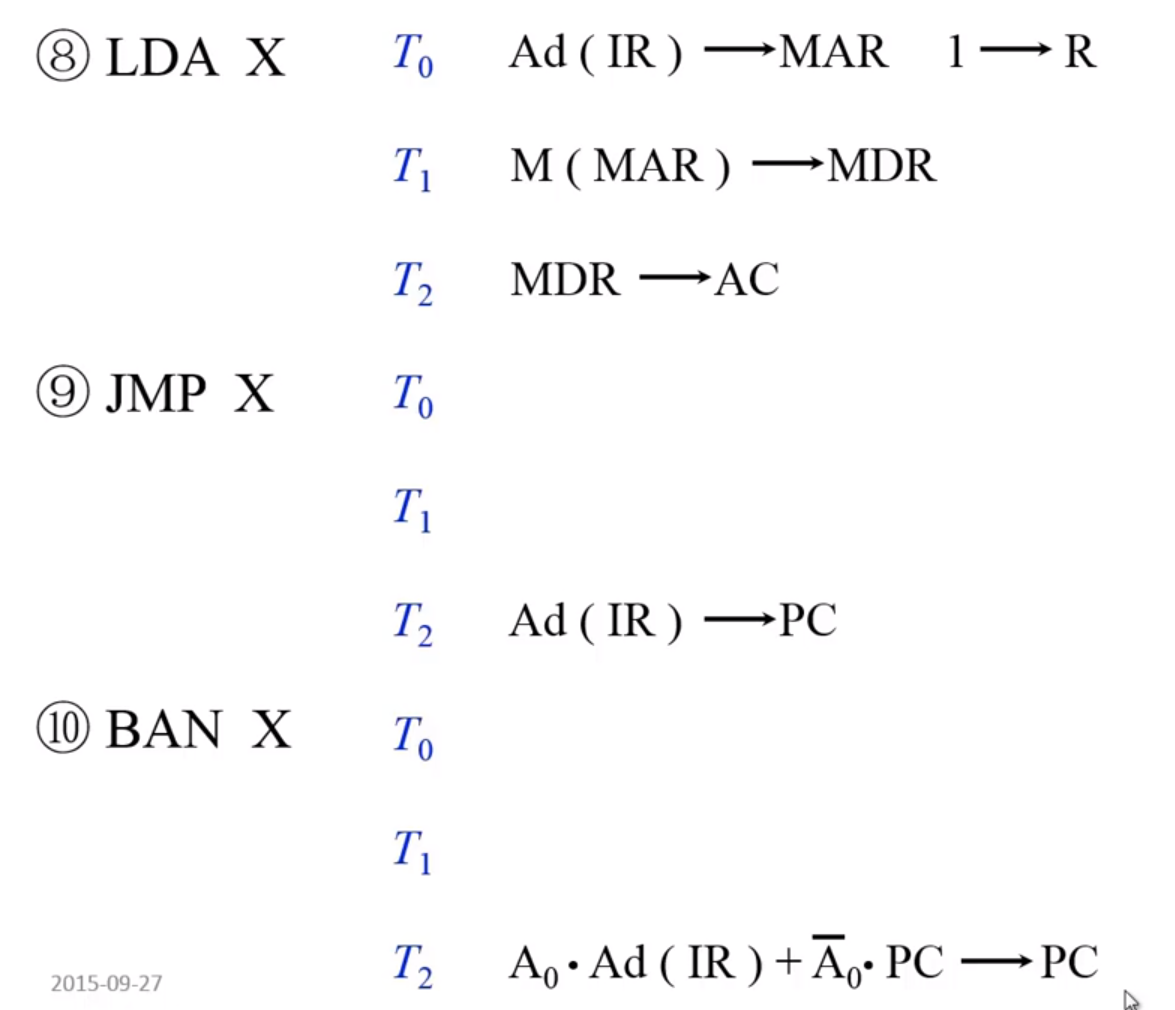 ⑧ LDA X T₀ Ad ( IR ) ⟶ MAR 1 ⟶ R
T₁ M ( MAR ) ⟶ MDR
T₂ MDR ⟶ AC
⑨ JMP X T₀
T₁
T₂ Ad ( IR ) ⟶ PC
⑩ BAN X T₀
T₁
T₂ A₀ • Ad ( IR ) + A̅₀ • PC ⟶ PC
2015-09-27